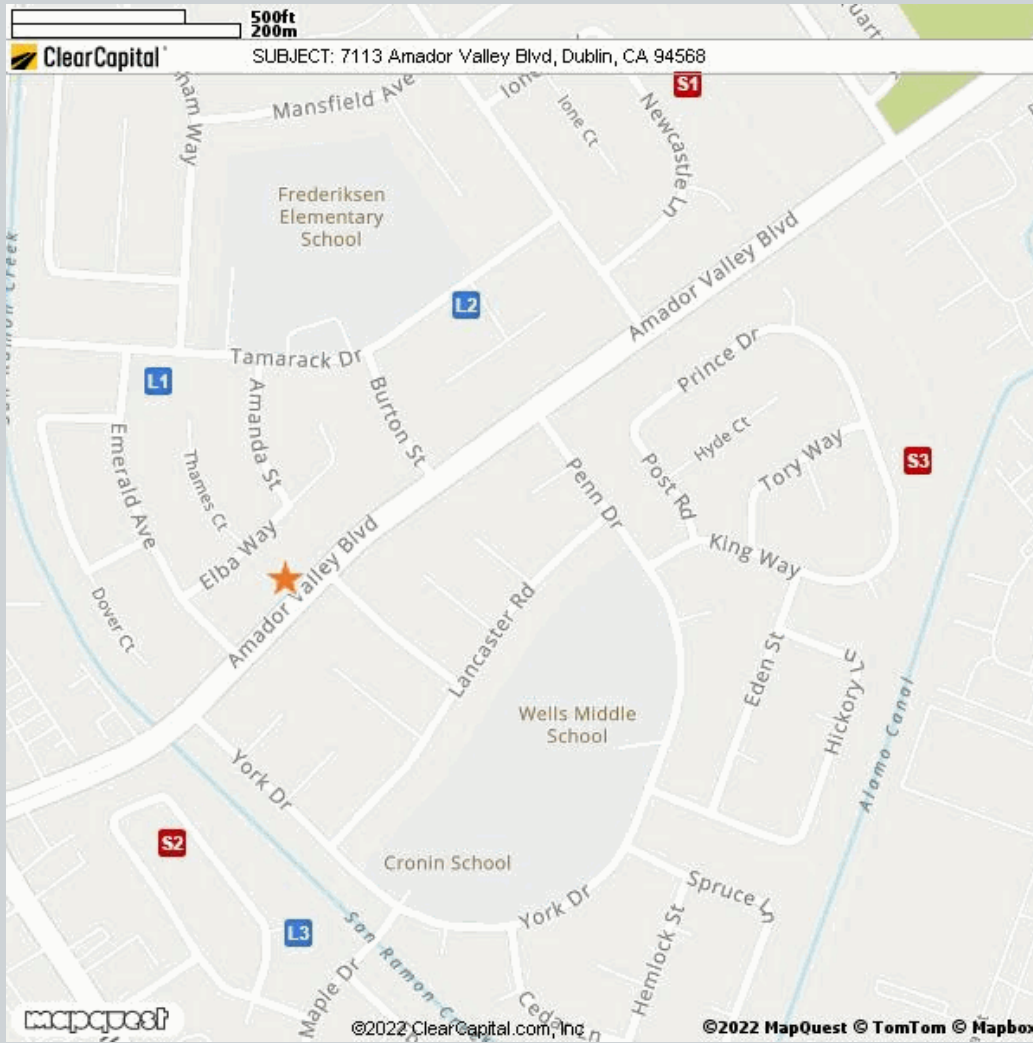 500ft
200m
ClearCapital
SUBJECT: 7113 Amador Valley Blvd, Dublin, CA 94568
Mansfield Ave
Ione Ct
S1
Newcastle Ln
Frederiksen
Elementary
School
Amador Valley Blvd
L2
Tamarack Dr
L1
Amanda St
Burton St
Prince Dr
Hyde Ct
Tory Way
S3
Emerald Ave
Thames Ct
Penn Dr
Post Rd
King Way
Elba Way
Amador Valley Blvd
Dover Ct
Lancaster Rd
Eden St
Hickory Ln
Wells Middle
School
Alamo Canal
York Dr
S2
Cronin School
Spruce Ln
York Dr
L3
San Ramon Creek
Hemlock St
Maple Dr
Cedar Ln
mapquest
©2022 ClearCapital.com, Inc
©2022 MapQuest © TomTom © Mapbox